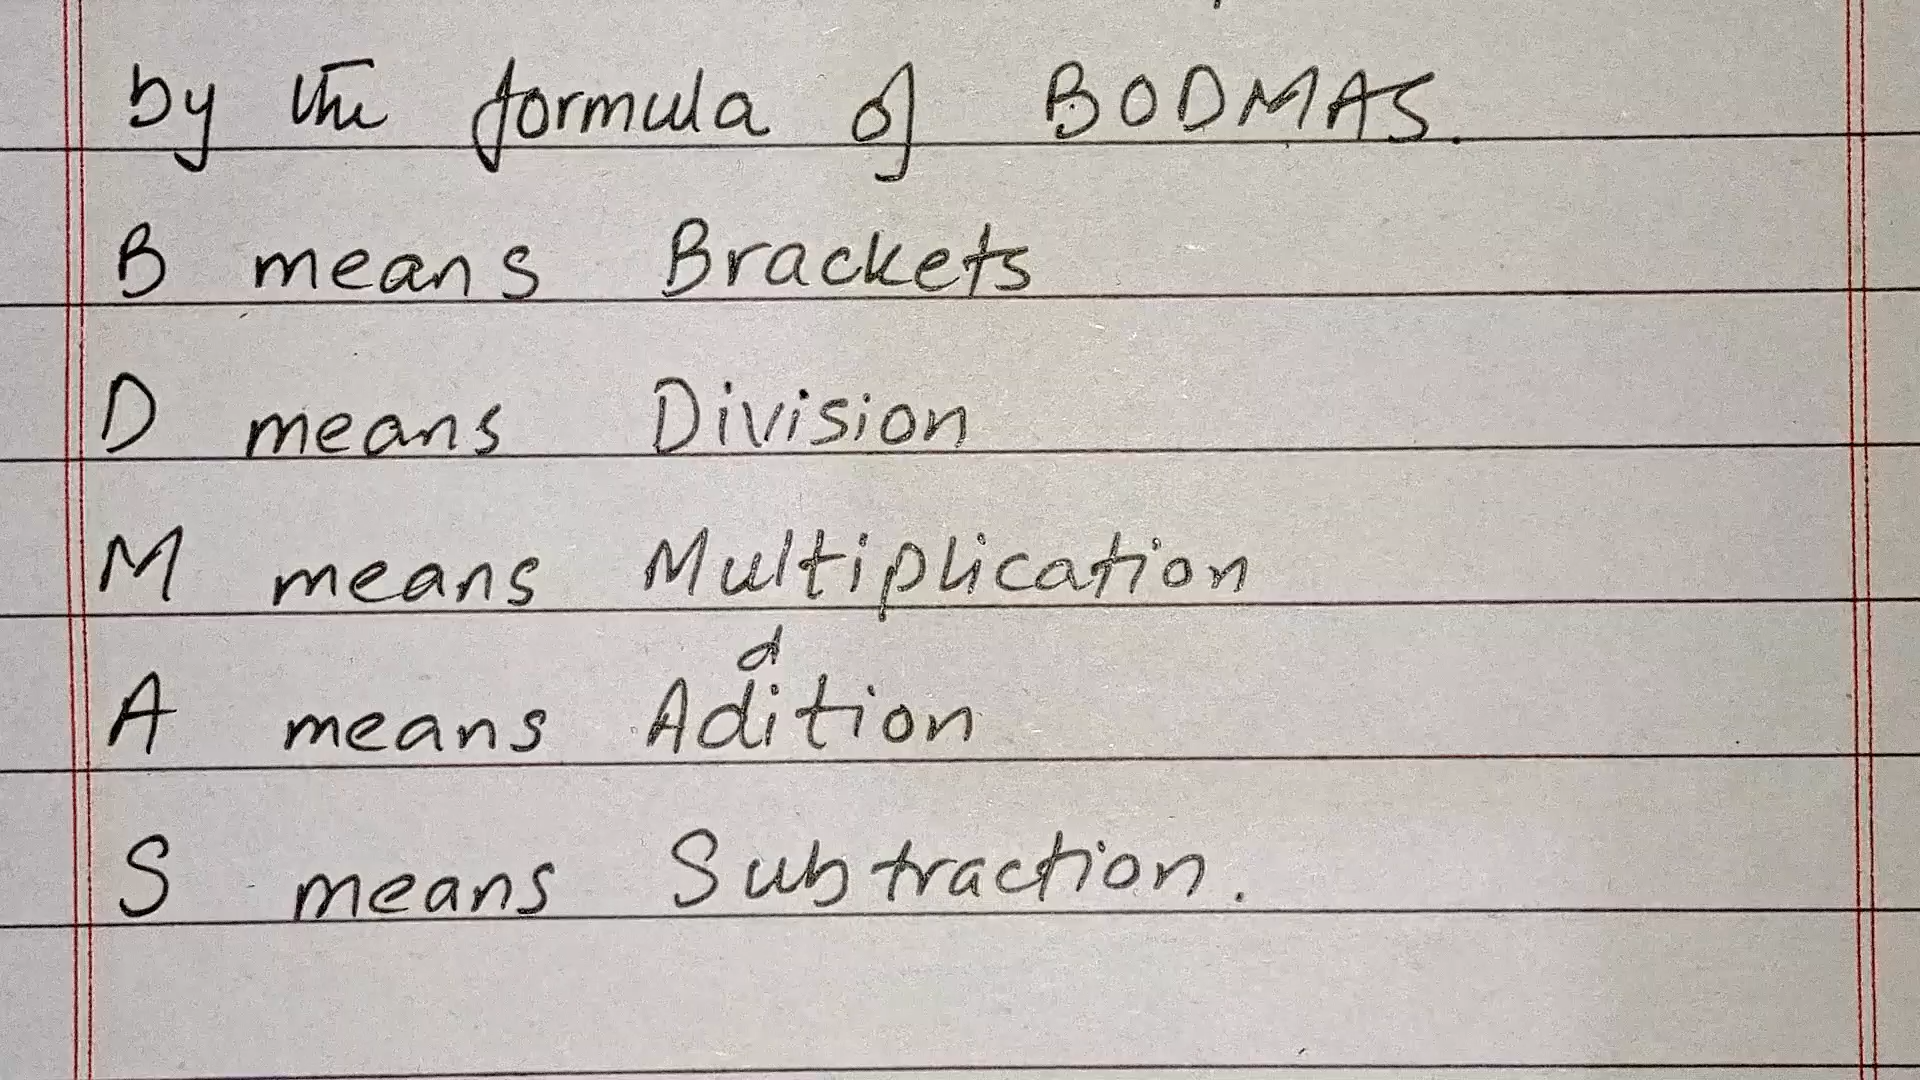 by the formula of BODMAS.
B means Brackets
D means Division
M means Multiplication
d
A means Adition
S means Subtraction.